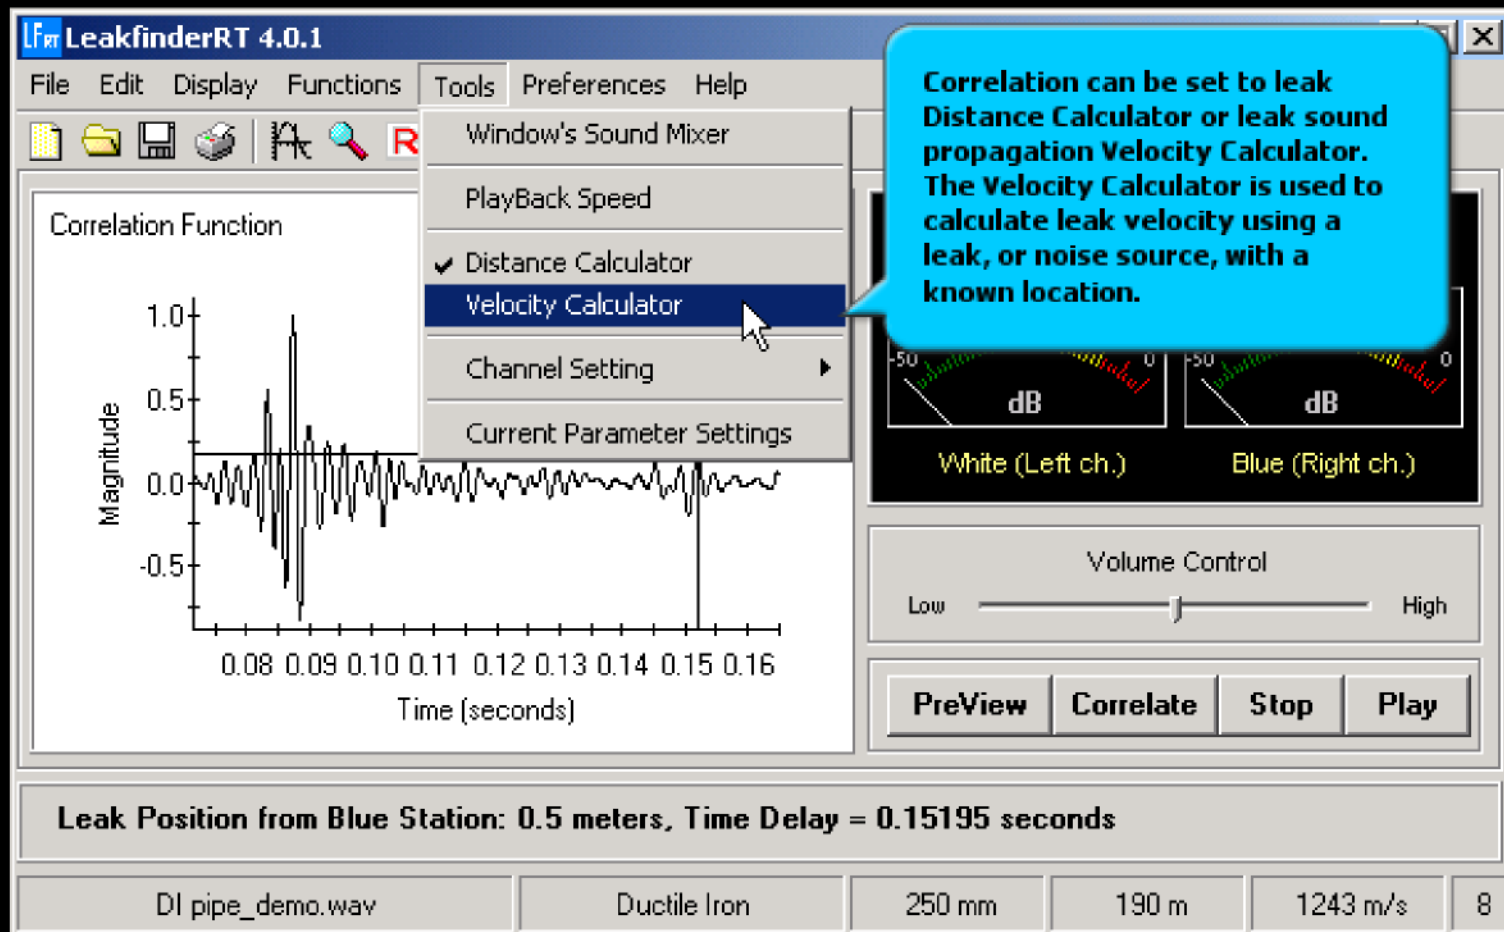 LFRT LeakfinderRT 4.0.1
File Edit Display Functions Tools Preferences Help
Correlation can be set to leak
Distance Calculator or leak sound
propagation Velocity Calculator.
The Velocity Calculator is used to
calculate leak velocity using a
leak, or noise source, with a
known location.
R
Window's Sound Mixer
PlayBack Speed
Distance Calculator
Velocity Calculator
Channel Setting
Current Parameter Settings
Correlation Function
Magnitude
1.0
0.5
0.0
-0.5
0.08 0.09 0.10 0.11 0.12 0.13 0.14 0.15 0.16
Time (seconds)
-50 0 -50 0
dB dB
White (Left ch.) Blue (Right ch.)
Volume Control
Low High
PreView Correlate Stop Play
Leak Position from Blue Station: 0.5 meters, Time Delay = 0.15195 seconds
DI pipe_demo.wav Ductile Iron 250 mm 190 m 1243 m/s 8